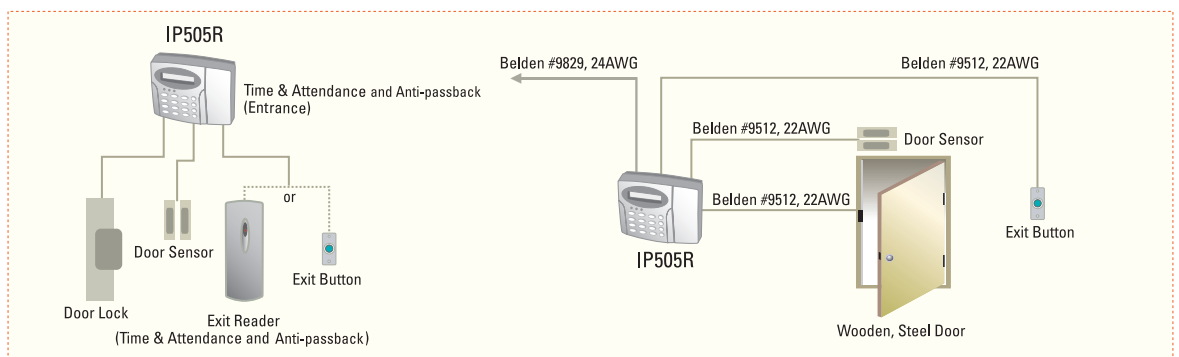 IP505R
Time & Attendance and Anti-passback
(Entrance)
or
Door Sensor
Exit Button
Door Lock
Exit Reader
(Time & Attendance and Anti-passback)
Belden #9829, 24AWG
Belden #9512, 22AWG
Belden #9512, 22AWG
Door Sensor
Belden #9512, 22AWG
Exit Button
IP505R
Wooden, Steel Door